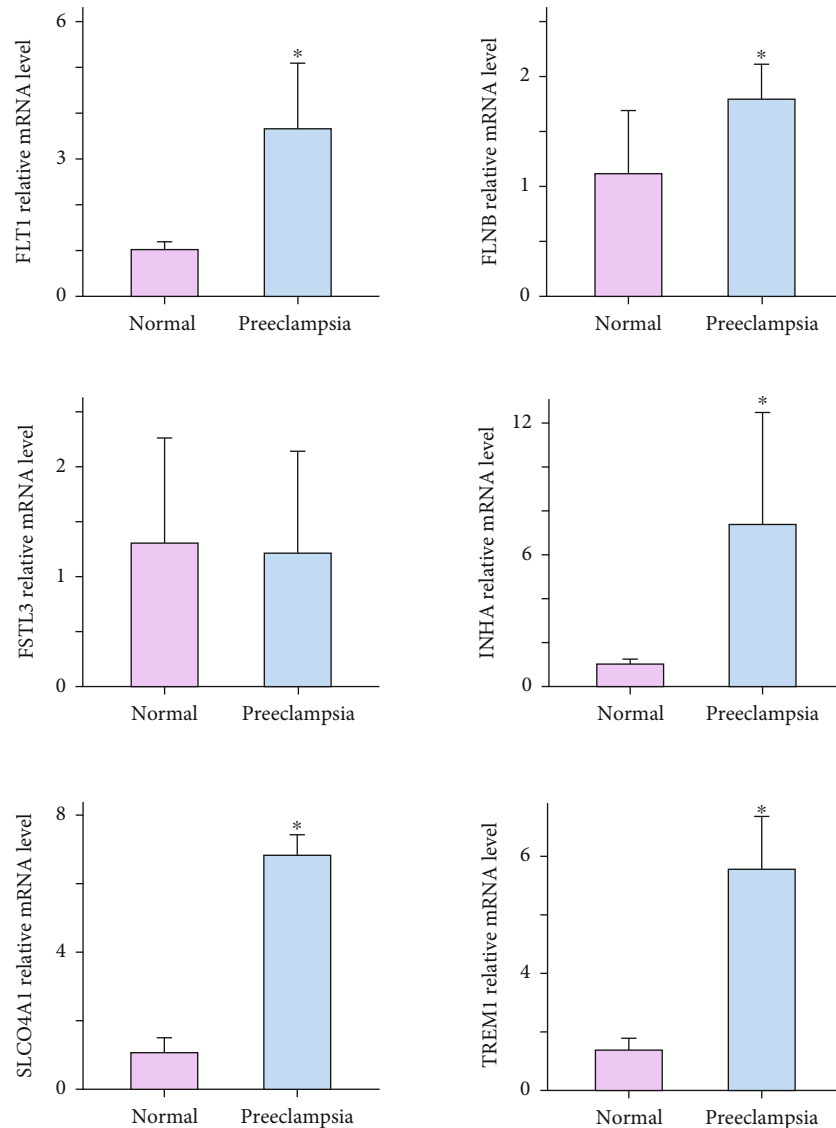 FLT1 relative mRNA level
6
3
0
*
Normal Preeclampsia
FLNB relative mRNA level
2
1
0
*
Normal Preeclampsia
FSTL3 relative mRNA level
2
1
0
Normal Preeclampsia
INHA relative mRNA level
12
6
0
*
Normal Preeclampsia
SLCO4A1 relative mRNA level
8
4
0
*
Normal Preeclampsia
TREM1 relative mRNA level
6
4
0
*
Normal Preeclampsia